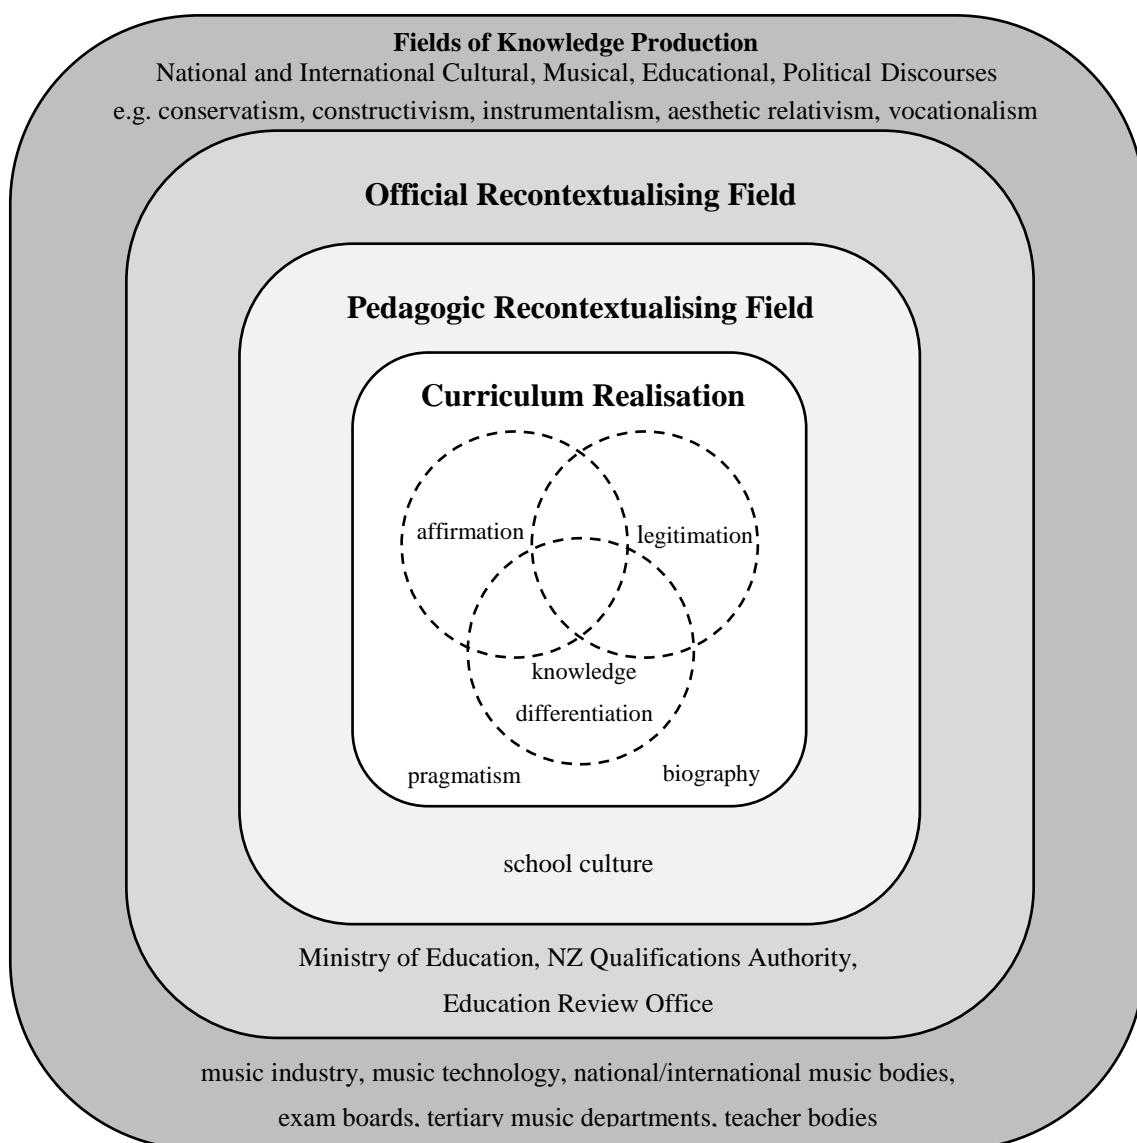 Fields of Knowledge Production
National and International Cultural, Musical, Educational, Political Discourses
e.g. conservatism, constructivism, instrumentalism, aesthetic relativism, vocationalism
Official Recontextualising Field
Pedagogic Recontextualising Field
Curriculum Realisation
affirmation
legitimation
knowledge
differentiation
pragmatism
biography
school culture
Ministry of Education, NZ Qualifications Authority,
Education Review Office
music industry, music technology, national/international music bodies,
exam boards, tertiary music departments, teacher bodies